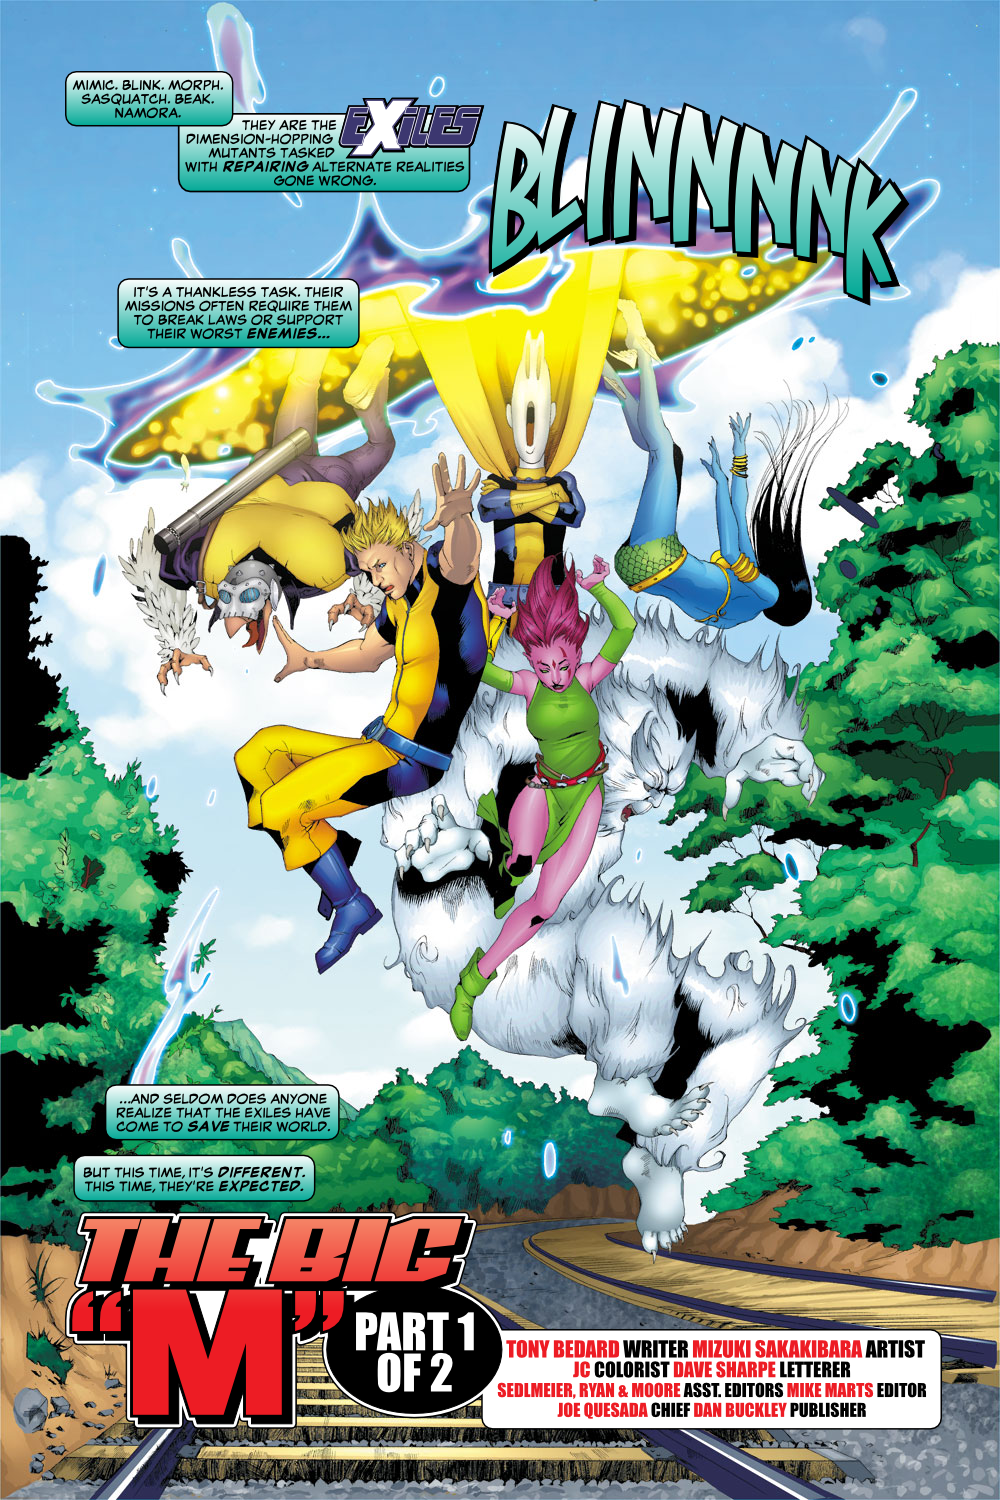 MIMIC. BLINK. MORPH.
SASQUATCH. BEAK.
NAMORA.
THEY ARE THE
DIMENSION-HOPPING
MUTANTS TASKED
WITH REPAIRING ALTERNATE REALITIES
GONE WRONG.
EXILES
BLINNNNK
IT'S A THANKLESS TASK. THEIR
MISSIONS OFTEN REQUIRE THEM
TO BREAK LAWS OR SUPPORT
THEIR WORST ENEMIES...
...AND SELDOM DOES ANYONE
REALIZE THAT THE EXILES HAVE
COME TO SAVE THEIR WORLD.
BUT THIS TIME, IT'S DIFFERENT.
THIS TIME, THEY'RE EXPECTED.
THE BIG
"M"
PART 1
OF 2
TONY BEDARD WRITER MIZUKI SAKAKIBARA ARTIST
JC COLORIST DAVE SHARPE LETTERER
SEDLMEIER, RYAN & MOORE ASST. EDITORS MIKE MARTS EDITOR
JOE QUESADA CHIEF DAN BUCKLEY PUBLISHER